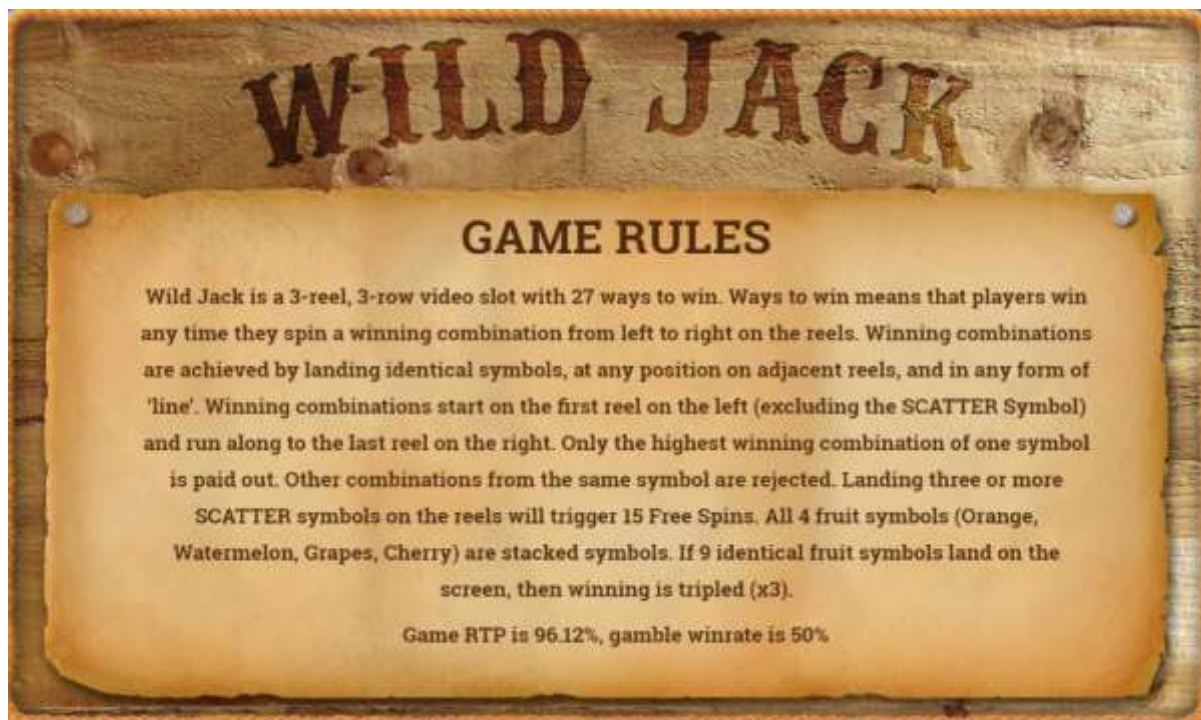 WILD JACK
GAME RULES
Wild Jack is a 3-reel, 3-row video slot with 27 ways to win. Ways to win means that players win
any time they spin a winning combination from left to right on the reels. Winning combinations
are achieved by landing identical symbols, at any position on adjacent reels, and in any form of
'line'. Winning combinations start on the first reel on the left (excluding the SCATTER Symbol)
and run along to the last reel on the right. Only the highest winning combination of one symbol
is paid out. Other combinations from the same symbol are rejected. Landing three or more
SCATTER symbols on the reels will trigger 15 Free Spins. All 4 fruit symbols (Orange,
Watermelon, Grapes, Cherry) are stacked symbols. If 9 identical fruit symbols land on the
screen, then winning is tripled (x3).
Game RTP is 96.12%, gamble winrate is 50%